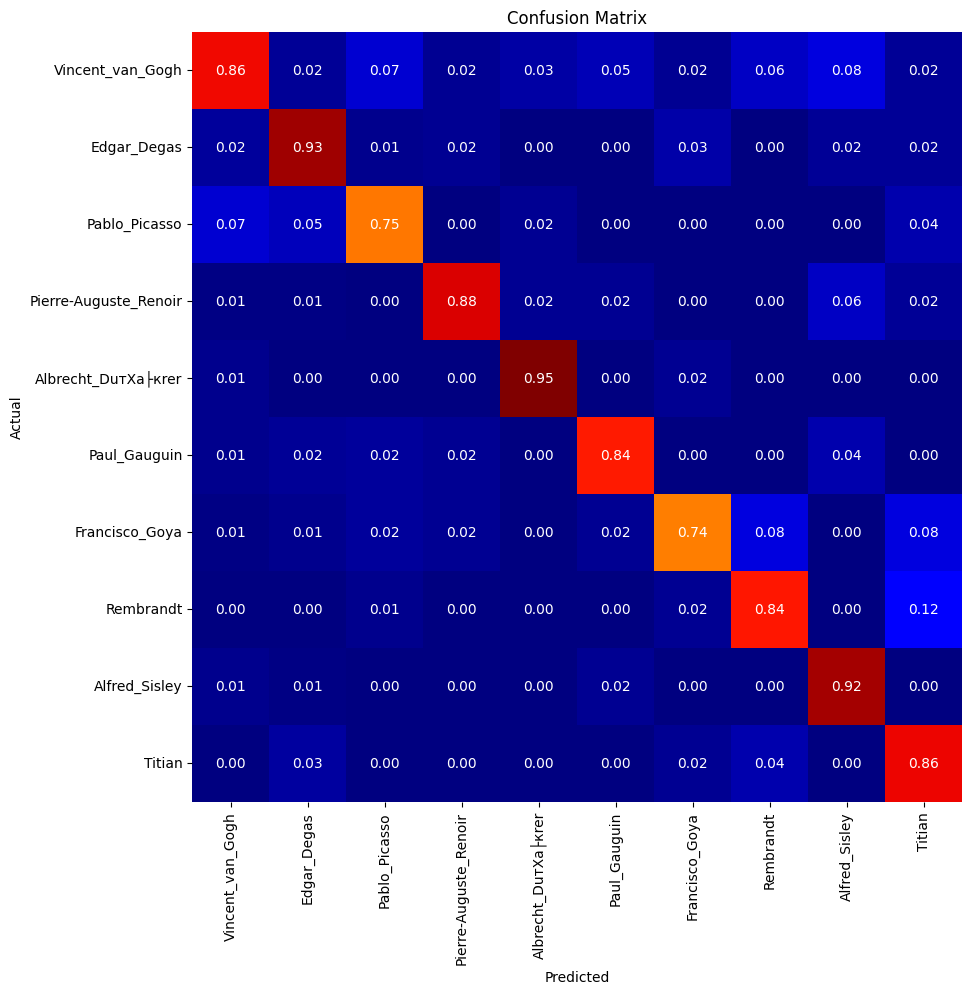 Confusion Matrix
Vincent_van_Gogh 0.86 0.02 0.07 0.02 0.03 0.05 0.02 0.06 0.08 0.02
Edgar_Degas 0.02 0.93 0.01 0.02 0.00 0.00 0.03 0.00 0.02 0.02
Pablo_Picasso 0.07 0.05 0.75 0.00 0.02 0.00 0.00 0.00 0.00 0.04
Pierre-Auguste_Renoir 0.01 0.01 0.00 0.88 0.02 0.02 0.00 0.00 0.06 0.02
Albrecht_DuтXа├кrer 0.01 0.00 0.00 0.00 0.95 0.00 0.02 0.00 0.00 0.00
Paul_Gauguin 0.01 0.02 0.02 0.02 0.00 0.84 0.00 0.00 0.04 0.00
Francisco_Goya 0.01 0.01 0.02 0.02 0.00 0.02 0.74 0.08 0.00 0.08
Rembrandt 0.00 0.00 0.01 0.00 0.00 0.00 0.02 0.84 0.00 0.12
Alfred_Sisley 0.01 0.01 0.00 0.00 0.00 0.02 0.00 0.00 0.92 0.00
Titian 0.00 0.03 0.00 0.00 0.00 0.00 0.02 0.04 0.00 0.86
Actual
Vincent_van_Gogh
Edgar_Degas
Pablo_Picasso
Pierre-Auguste_Renoir
Albrecht_DuтXа├кrer
Paul_Gauguin
Francisco_Goya
Rembrandt
Alfred_Sisley
Titian
Predicted